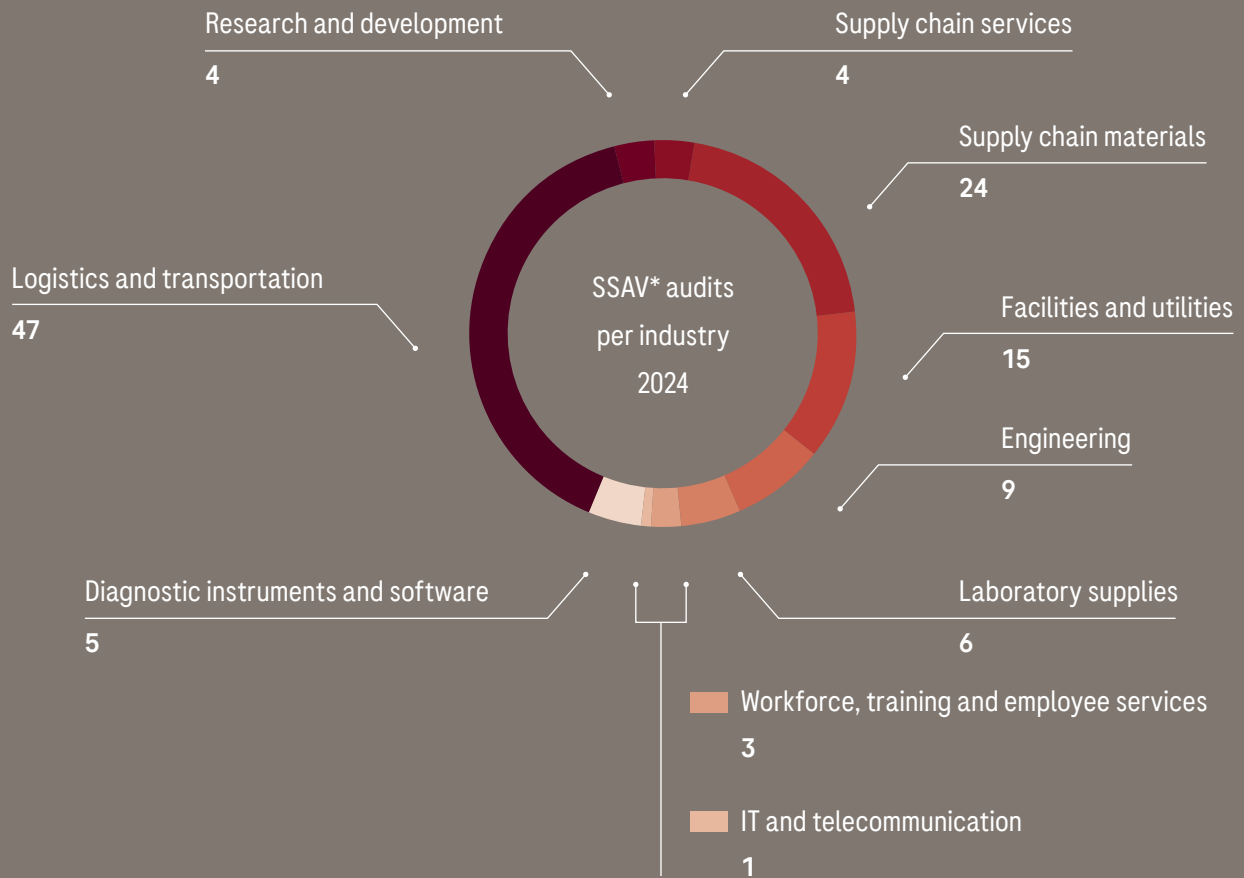 Research and development
4
Supply chain services
4
Supply chain materials
24
Logistics and transportation
47
SSAV* audits
per industry
2024
Facilities and utilities
15
Engineering
9
Diagnostic instruments and software
5
Laboratory supplies
6
Workforce, training and employee services
3
IT and telecommunication
1